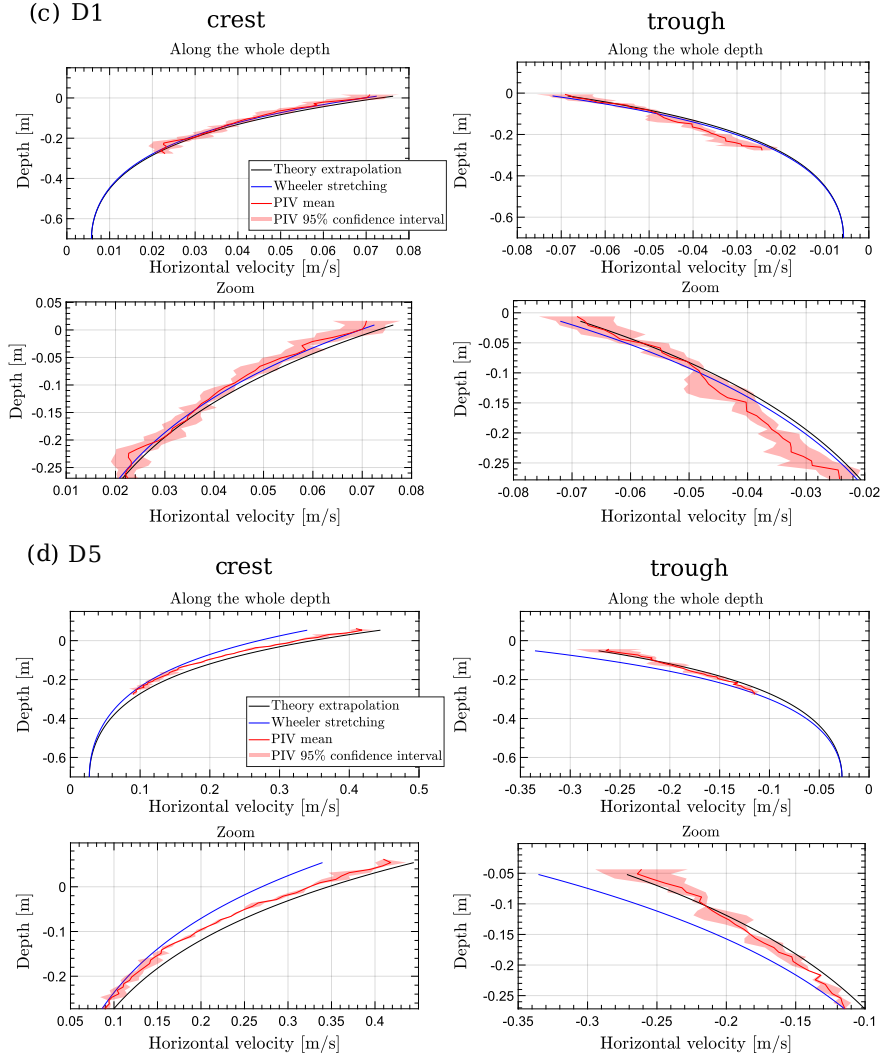 (c) D1
crest
trough
Along the whole depth
Along the whole depth
0
-0.2
-0.4
-0.6
Depth [m]
Theory extrapolation
Wheeler stretching
PIV mean
PIV 95% confidence interval
0 0.01 0.02 0.03 0.04 0.05 0.06 0.07 0.08
Horizontal velocity [m/s]
0
-0.2
-0.4
-0.6
Depth [m]
-0.08 -0.07 -0.06 -0.05 -0.04 -0.03 -0.02 -0.01 0
Horizontal velocity [m/s]
Zoom
0.05
0
-0.05
-0.1
-0.15
-0.2
-0.25
Depth [m]
0.01 0.02 0.03 0.04 0.05 0.06 0.07 0.08
Horizontal velocity [m/s]
Zoom
0
-0.05
-0.1
-0.15
-0.2
-0.25
Depth [m]
-0.08 -0.07 -0.06 -0.05 -0.04 -0.03 -0.02
Horizontal velocity [m/s]
(d) D5
crest
trough
Along the whole depth
Along the whole depth
0
-0.2
-0.4
-0.6
Depth [m]
Theory extrapolation
Wheeler stretching
PIV mean
PIV 95% confidence interval
0 0.1 0.2 0.3 0.4 0.5
Horizontal velocity [m/s]
0
-0.2
-0.4
-0.6
Depth [m]
-0.35 -0.3 -0.25 -0.2 -0.15 -0.1 -0.05 0
Horizontal velocity [m/s]
Zoom
0
-0.1
-0.2
Depth [m]
0.05 0.1 0.15 0.2 0.25 0.3 0.35 0.4
Horizontal velocity [m/s]
Zoom
-0.05
-0.1
-0.15
-0.2
-0.25
Depth [m]
-0.35 -0.3 -0.25 -0.2 -0.15 -0.1
Horizontal velocity [m/s]